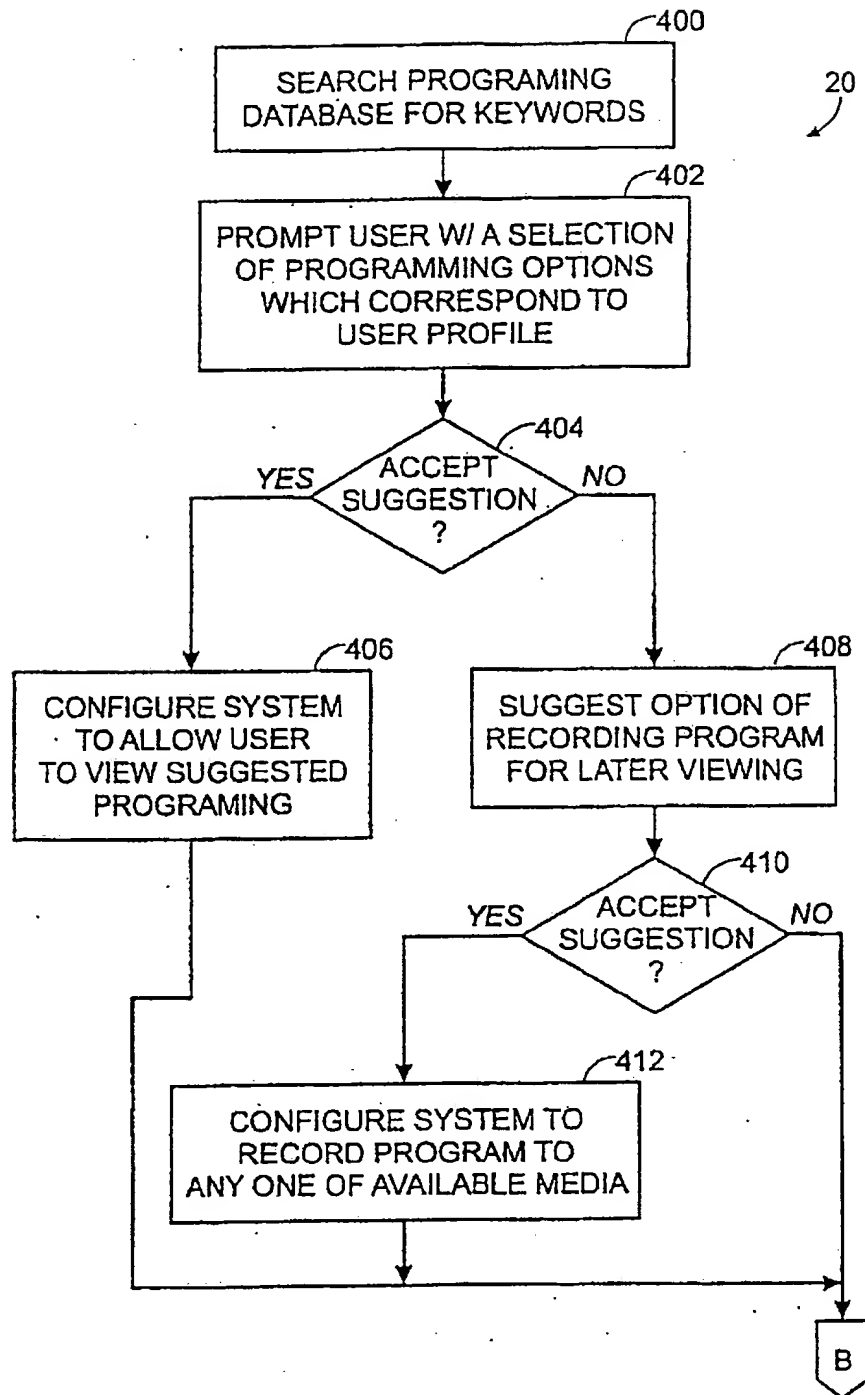 400
SEARCH PROGRAMING
DATABASE FOR KEYWORDS
20
402
PROMPT USER W/ A SELECTION
OF PROGRAMMING OPTIONS
WHICH CORRESPOND TO
USER PROFILE
404
YES
ACCEPT
SUGGESTION
?
NO
406
CONFIGURE SYSTEM
TO ALLOW USER
TO VIEW SUGGESTED
PROGRAMING
408
SUGGEST OPTION OF
RECORDING PROGRAM
FOR LATER VIEWING
410
YES
ACCEPT
SUGGESTION
?
NO
412
CONFIGURE SYSTEM TO
RECORD PROGRAM TO
ANY ONE OF AVAILABLE MEDIA
B